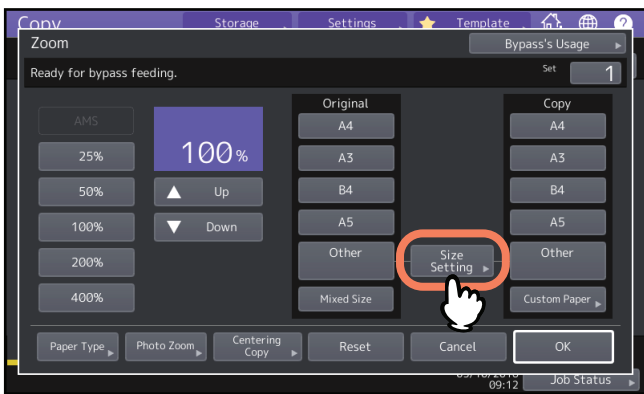 Copy
Storage
Settings
Template
Zoom
Bypass's Usage
Ready for bypass feeding.
Set
1
AMS
25%
50%
100%
200%
400%
100%
Up
Down
Original
A4
A3
B4
A5
Other
Mixed Size
Size
Setting
Copy
A4
A3
B4
A5
Other
Custom Paper
Paper Type
Photo Zoom
Centering
Copy
Reset
Cancel
OK
09:12
Job Status